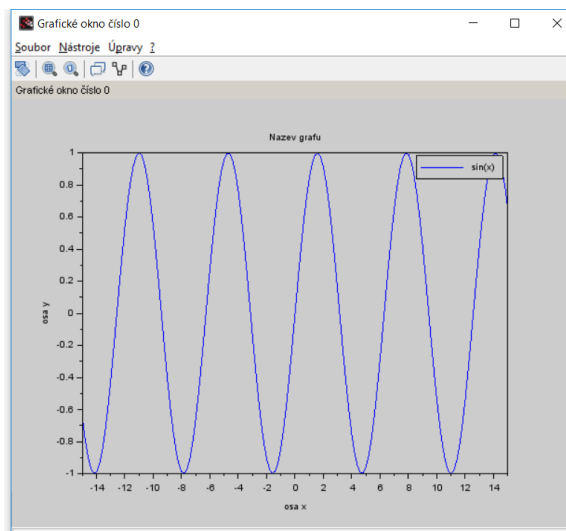 Grafické okno číslo 0
Soubor Nástroje Úpravy ?
Grafické okno číslo 0
Nazev grafu
sin(x)
1
0.8
0.6
0.4
0.2
0
-0.2
-0.4
-0.6
-0.8
-1
osa y
-14 -12 -10 -8 -6 -4 -2 0 2 4 6 8 10 12 14
osa x